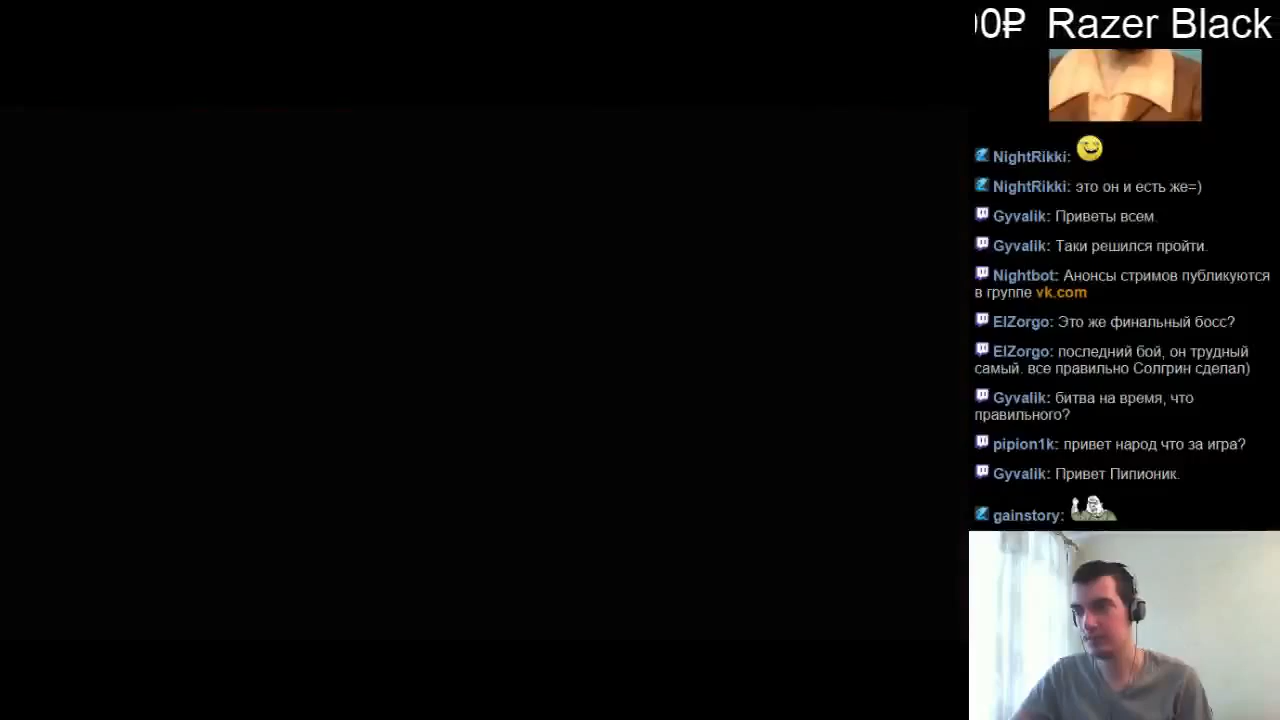 0₽ Razer Black
NightRikki:
NightRikki: это он и есть же=)
Gyvalik: Приветы всем.
Gyvalik: Таки решился пройти.
Nightbot: Анонсы стримов публикуются
в группе vk.com
ElZorgo: Это же финальный босс?
ElZorgo: последний бой, он трудный
самый. все правильно Солгрин сделал)
Gyvalik: битва на время, что
правильного?
pipion1k: привет народ что за игра?
Gyvalik: Привет Пипионик.
gainstory: